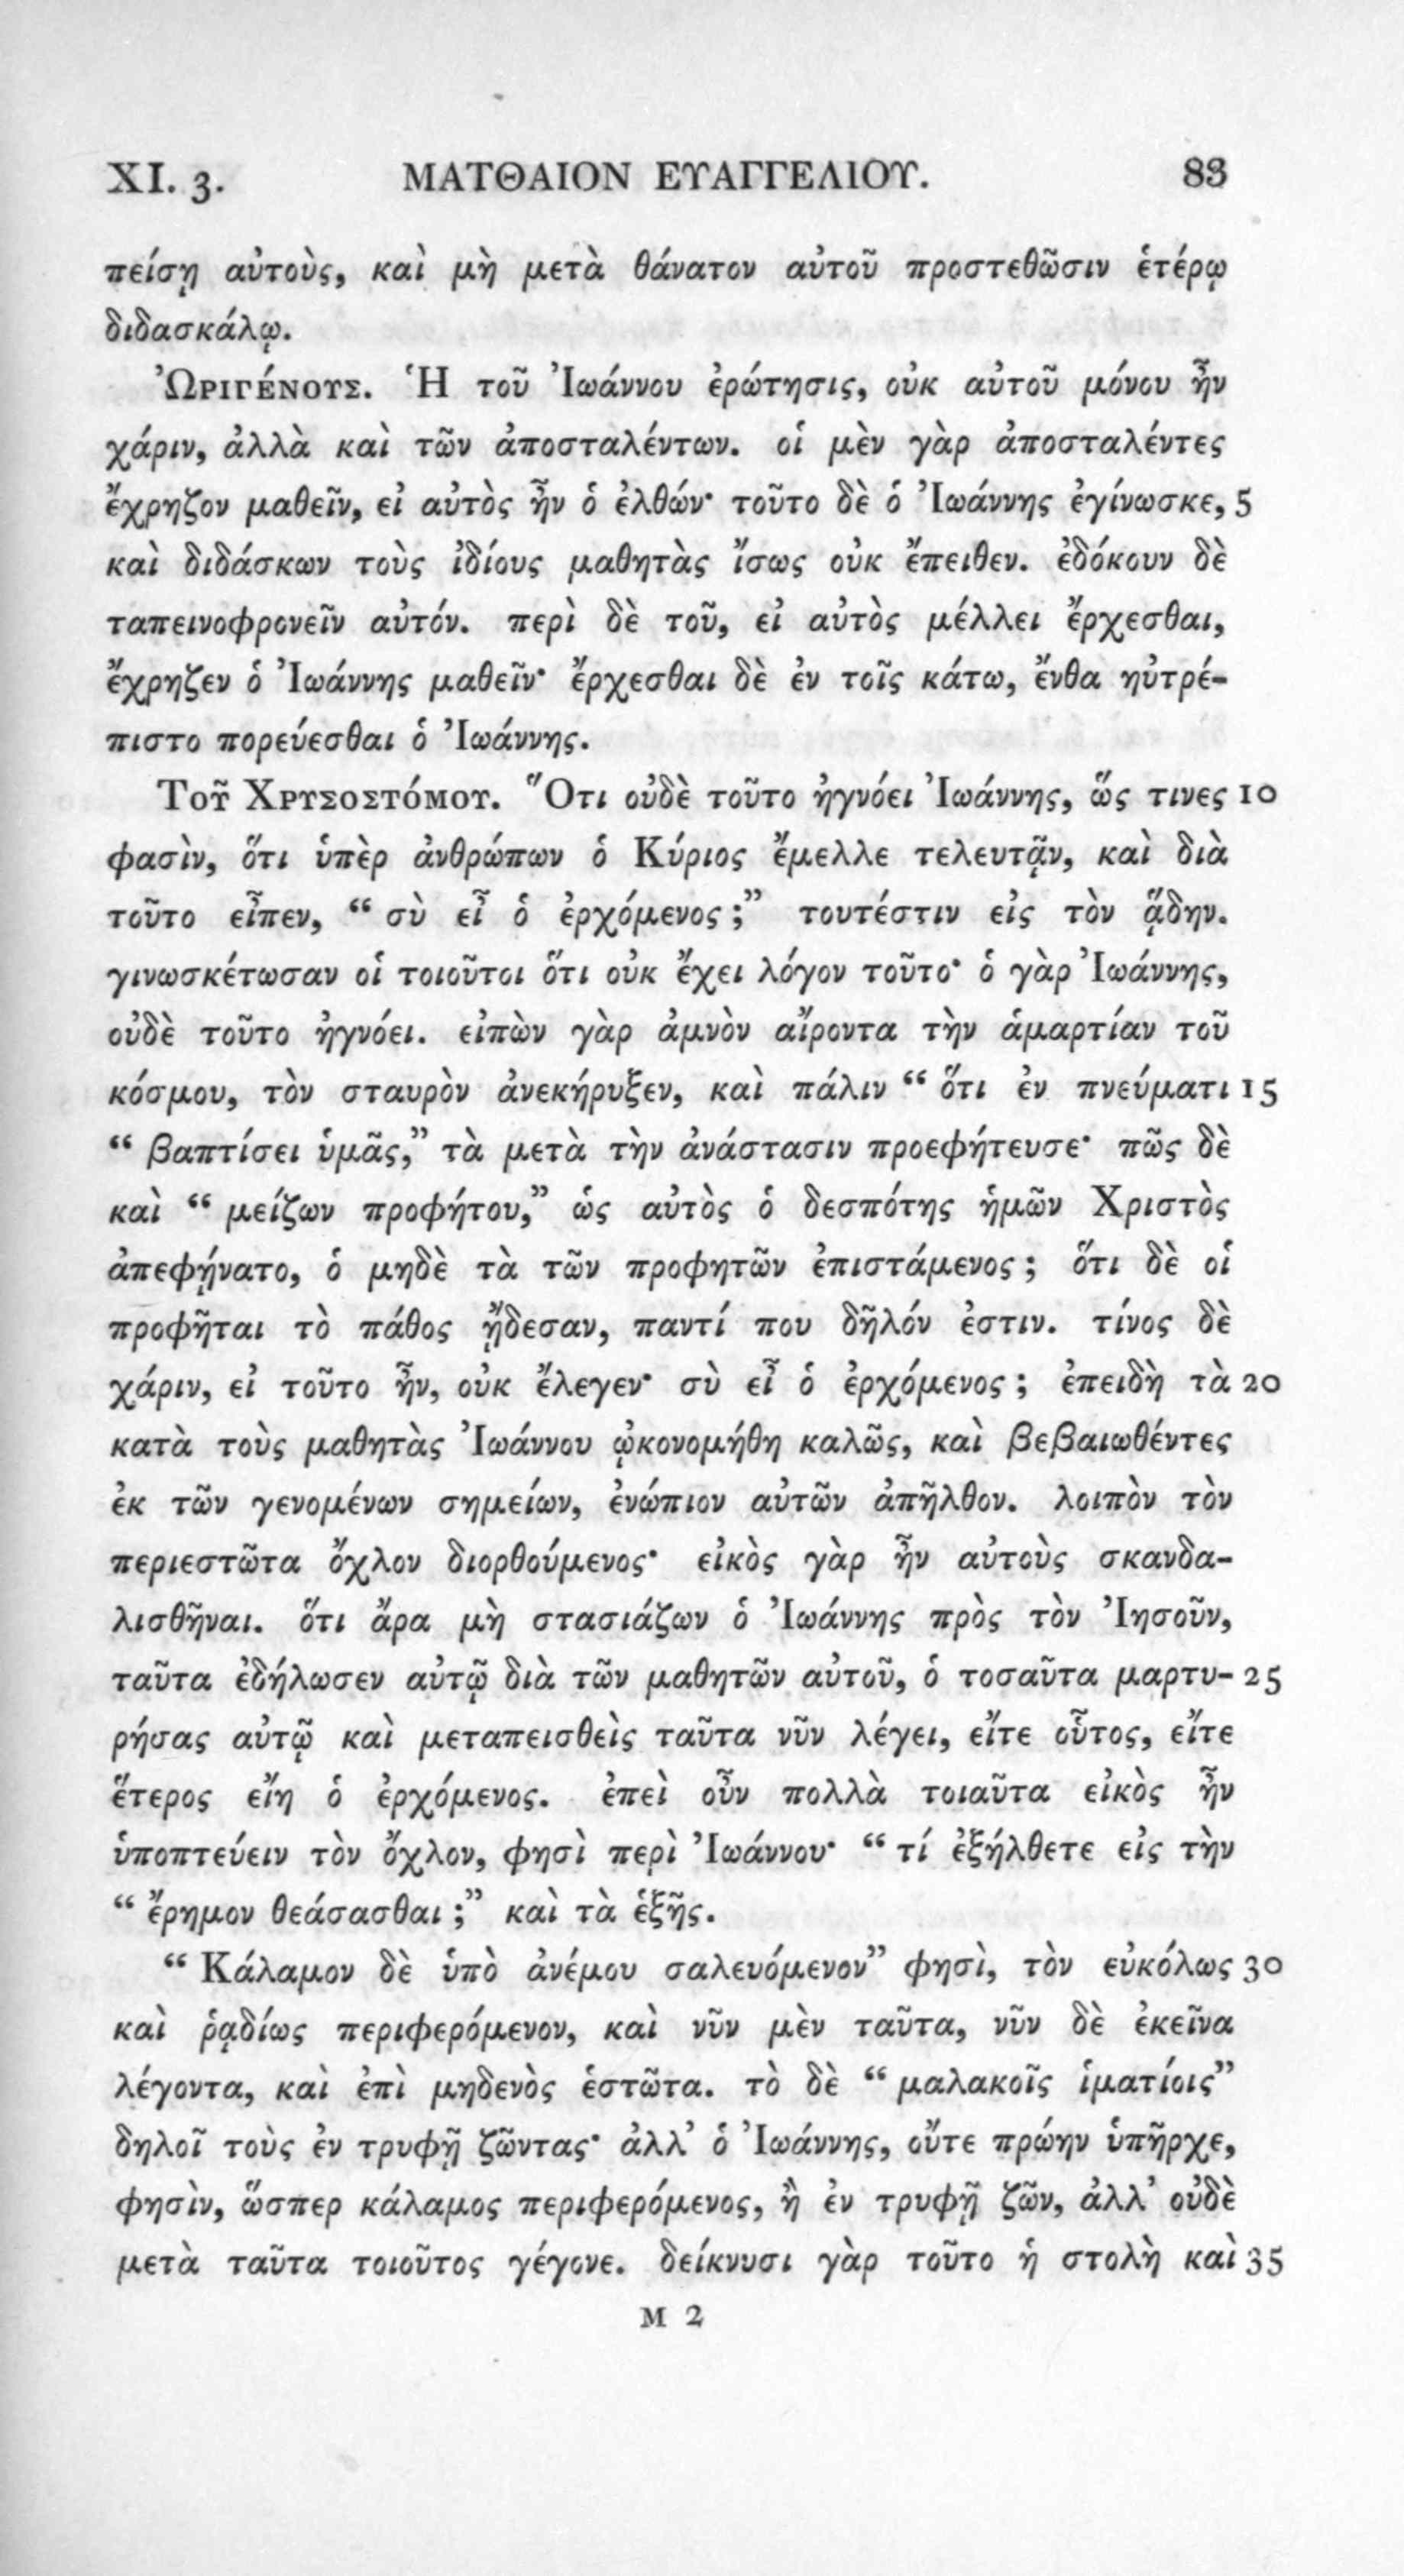 XI. 3. ΜΑΤΘΑΙΟΝ ΕΥΑΓΓΕΛΙΟΥ. 83
πείσῃ αὐτοὺς, καὶ μὴ μετὰ θάνατον αὐτοῦ προστεθῶσιν ἑτέρῳ
διδασκάλῳ.
ὨΡΙΓΈΝΟΥΣ. Ἡ τοῦ Ἰωάννου ἐρώτησις, οὐκ αὐτοῦ μόνου ἦν
χάριν, ἀλλὰ καὶ τῶν ἀποσταλέντων. οἱ μὲν γὰρ ἀποσταλέντες
ἔχρηζον μαθεῖν, εἰ αὐτὸς ἦν ὁ ἐλθών· τοῦτο δὲ ὁ Ἰωάννης ἐγίνωσκε, 5
καὶ διδάσκων τοὺς ἰδίους μαθητὰς ἴσως οὐκ ἔπειθεν. ἐδόκουν δὲ
ταπεινοφρονεῖν αὐτόν. περὶ δὲ τοῦ, εἰ αὐτὸς μέλλει ἔρχεσθαι,
ἔχρηζεν ὁ Ἰωάννης μαθεῖν· ἔρχεσθαι δὲ ἐν τοῖς κάτω, ἔνθα ηὐτρέ-
πιστο πορεύεσθαι ὁ Ἰωάννης.
ΤΟΥ͂ ΧΡΥΣΟΣΤΌΜΟΥ. Ὅτι οὐδὲ τοῦτο ἠγνόει Ἰωάννης, ὥς τινες 10
φασὶν, ὅτι ὑπὲρ ἀνθρώπων ὁ Κύριος ἔμελλε τελευτᾷν, καὶ διὰ
τοῦτο εἶπεν, “ σὺ εἶ ὁ ἐρχόμενος ;” τουτέστιν εἰς τὸν ᾅδην.
γινωσκέτωσαν οἱ τοιοῦτοι ὅτι οὐκ ἔχει λόγον τοῦτο· ὁ γὰρ Ἰωάννης,
οὐδὲ τοῦτο ἠγνόει. εἰπὼν γὰρ ἀμνὸν αἴροντα τὴν ἁμαρτίαν τοῦ
κόσμου, τὸν σταυρὸν ἀνεκήρυξεν, καὶ πάλιν “ ὅτι ἐν πνεύματι 15
“ βαπτίσει ὑμᾶς,” τὰ μετὰ τὴν ἀνάστασιν προεφήτευσε· πῶς δὲ
καὶ “ μείζων προφήτου,” ὡς αὐτὸς ὁ δεσπότης ἡμῶν Χριστὸς
ἀπεφῄνατο, ὁ μηδὲ τὰ τῶν προφητῶν ἐπιστάμενος ; ὅτι δὲ οἱ
προφῆται τὸ πάθος ᾔδεσαν, παντί που δῆλόν ἐστιν. τίνος δὲ
χάριν, εἰ τοῦτο ἦν, οὐκ ἔλεγεν· σὺ εἶ ὁ ἐρχόμενος ; ἐπειδὴ τὰ 20
κατὰ τοὺς μαθητὰς Ἰωάννου ᾠκονομήθη καλῶς, καὶ βεβαιωθέντες
ἐκ τῶν γενομένων σημείων, ἐνώπιον αὐτῶν ἀπῆλθον. λοιπὸν τὸν
περιεστῶτα ὄχλον διορθούμενος· εἰκὸς γὰρ ἦν αὐτοὺς σκανδα-
λισθῆναι. ὅτι ἄρα μὴ στασιάζων ὁ Ἰωάννης πρὸς τὸν Ἰησοῦν,
ταῦτα ἐδήλωσεν αὐτῷ διὰ τῶν μαθητῶν αὐτοῦ, ὁ τοσαῦτα μαρτυ- 25
ρήσας αὐτῷ καὶ μεταπεισθεὶς ταῦτα νῦν λέγει, εἴτε οὗτος, εἴτε
ἕτερος εἴη ὁ ἐρχόμενος. ἐπεὶ οὖν πολλὰ τοιαῦτα εἰκὸς ἦν
ὑποπτεύειν τὸν ὄχλον, φησὶ περὶ Ἰωάννου· “ τί ἐξήλθετε εἰς τὴν
“ ἔρημον θεάσασθαι ;” καὶ τὰ ἑξῆς.
“ Κάλαμον δὲ ὑπὸ ἀνέμου σαλευόμενον” φησὶ, τὸν εὐκόλως 30
καὶ ῥᾳδίως περιφερόμενον, καὶ νῦν μὲν ταῦτα, νῦν δὲ ἐκεῖνα
λέγοντα, καὶ ἐπὶ μηδενὸς ἑστῶτα. τὸ δὲ “ μαλακοῖς ἱματίοις”
δηλοῖ τοὺς ἐν τρυφῇ ζῶντας· ἀλλ’ ὁ Ἰωάννης, οὔτε πρώην ὑπῆρχε,
φησὶν, ὥσπερ κάλαμος περιφερόμενος, ἢ ἐν τρυφῇ ζῶν, ἀλλ’ οὐδὲ
μετὰ ταῦτα τοιοῦτος γέγονε. δείκνυσι γὰρ τοῦτο ἡ στολὴ καὶ 35
M 2